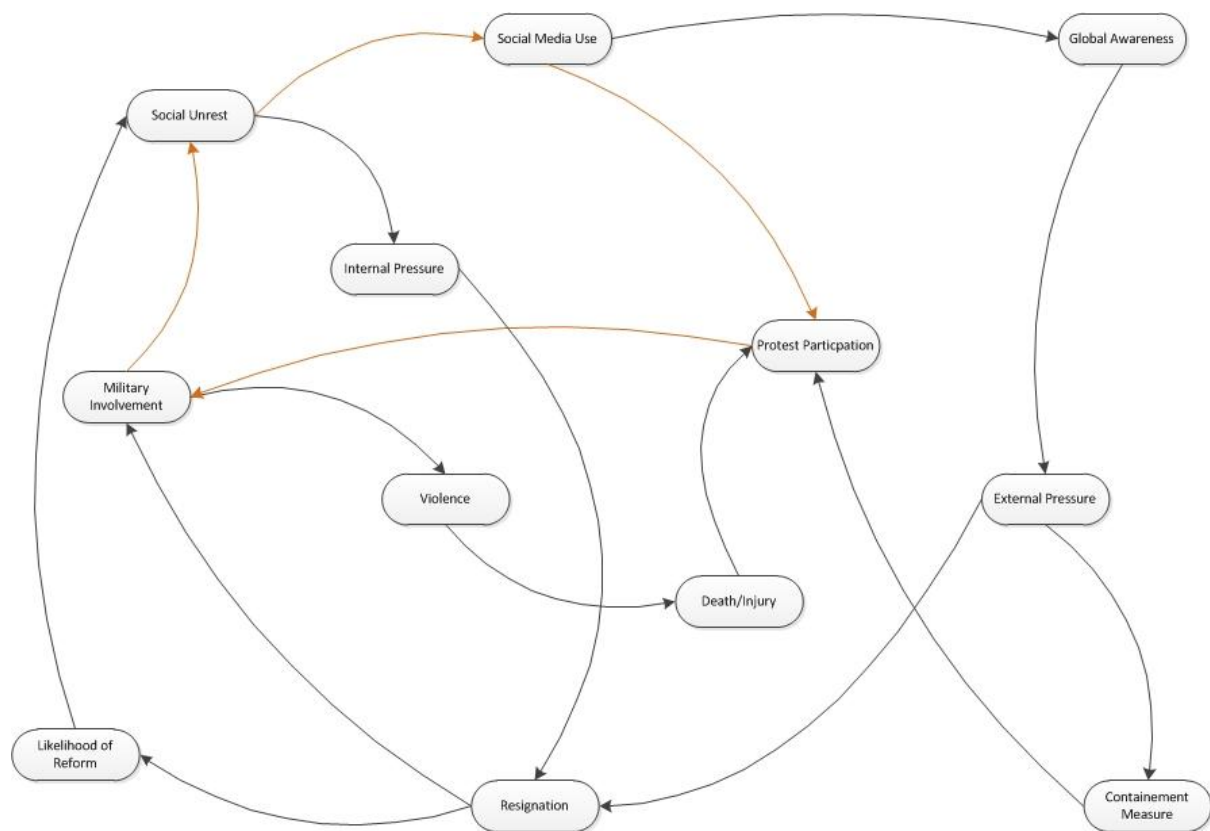 Social Media Use
Global Awareness
Social Unrest
Internal Pressure
Protest Particpation
Military
Involvement
Violence
External Pressure
Death/Injury
Likelihood of
Reform
Resignation
Containement
Measure